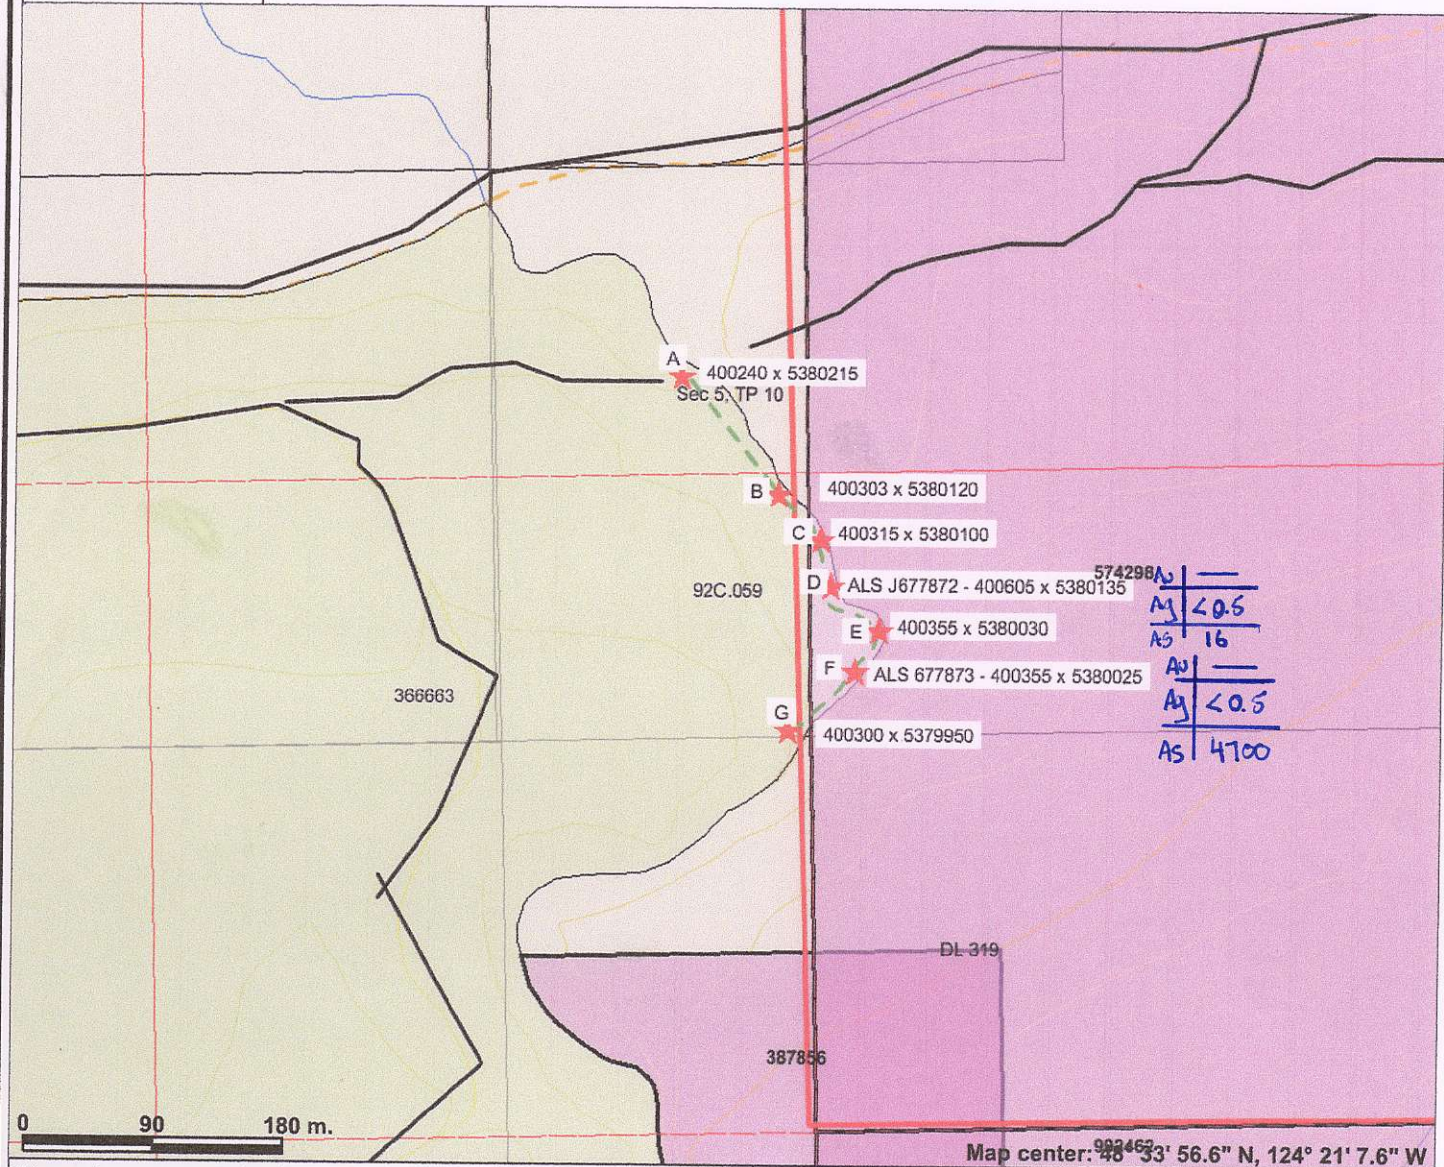 A
400240 x 5380215
Sec 5, TP 10
B
400303 x 5380120
C
400315 x 5380100
574298
D
ALS J677872 - 400605 x 5380135
92C.059
E
400355 x 5380030
F
ALS 677873 - 400355 x 5380025
366663
G
400300 x 5379950
Au —
Ag <0.5
As 16
Au —
Ag <0.5
As 4700
DL 319
387856
0 90 180 m.
Map center: 48° 33' 56.6" N, 124° 21' 7.6" W